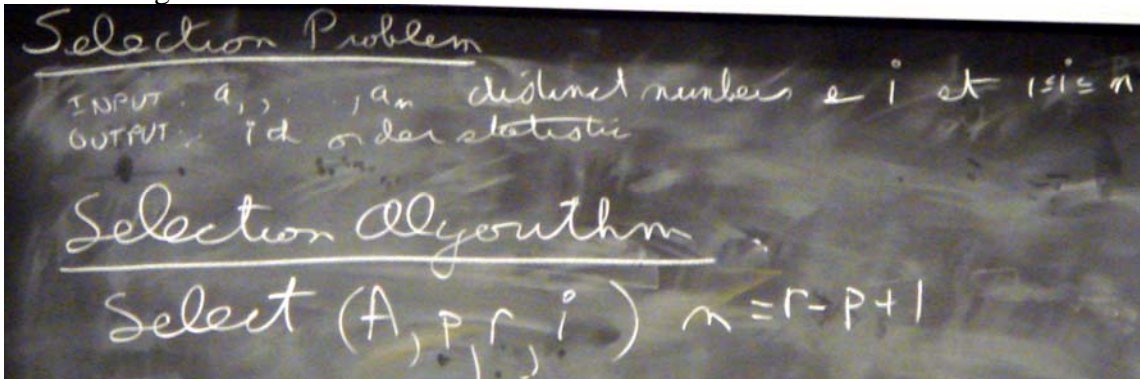 Selection Problem
INPUT: a₁, ..., aₙ distinct numbers & i st 1≤i≤n
OUTPUT: ith order statistic
Selection Algorithm
Select (A, p, r, i) n = r - p + 1